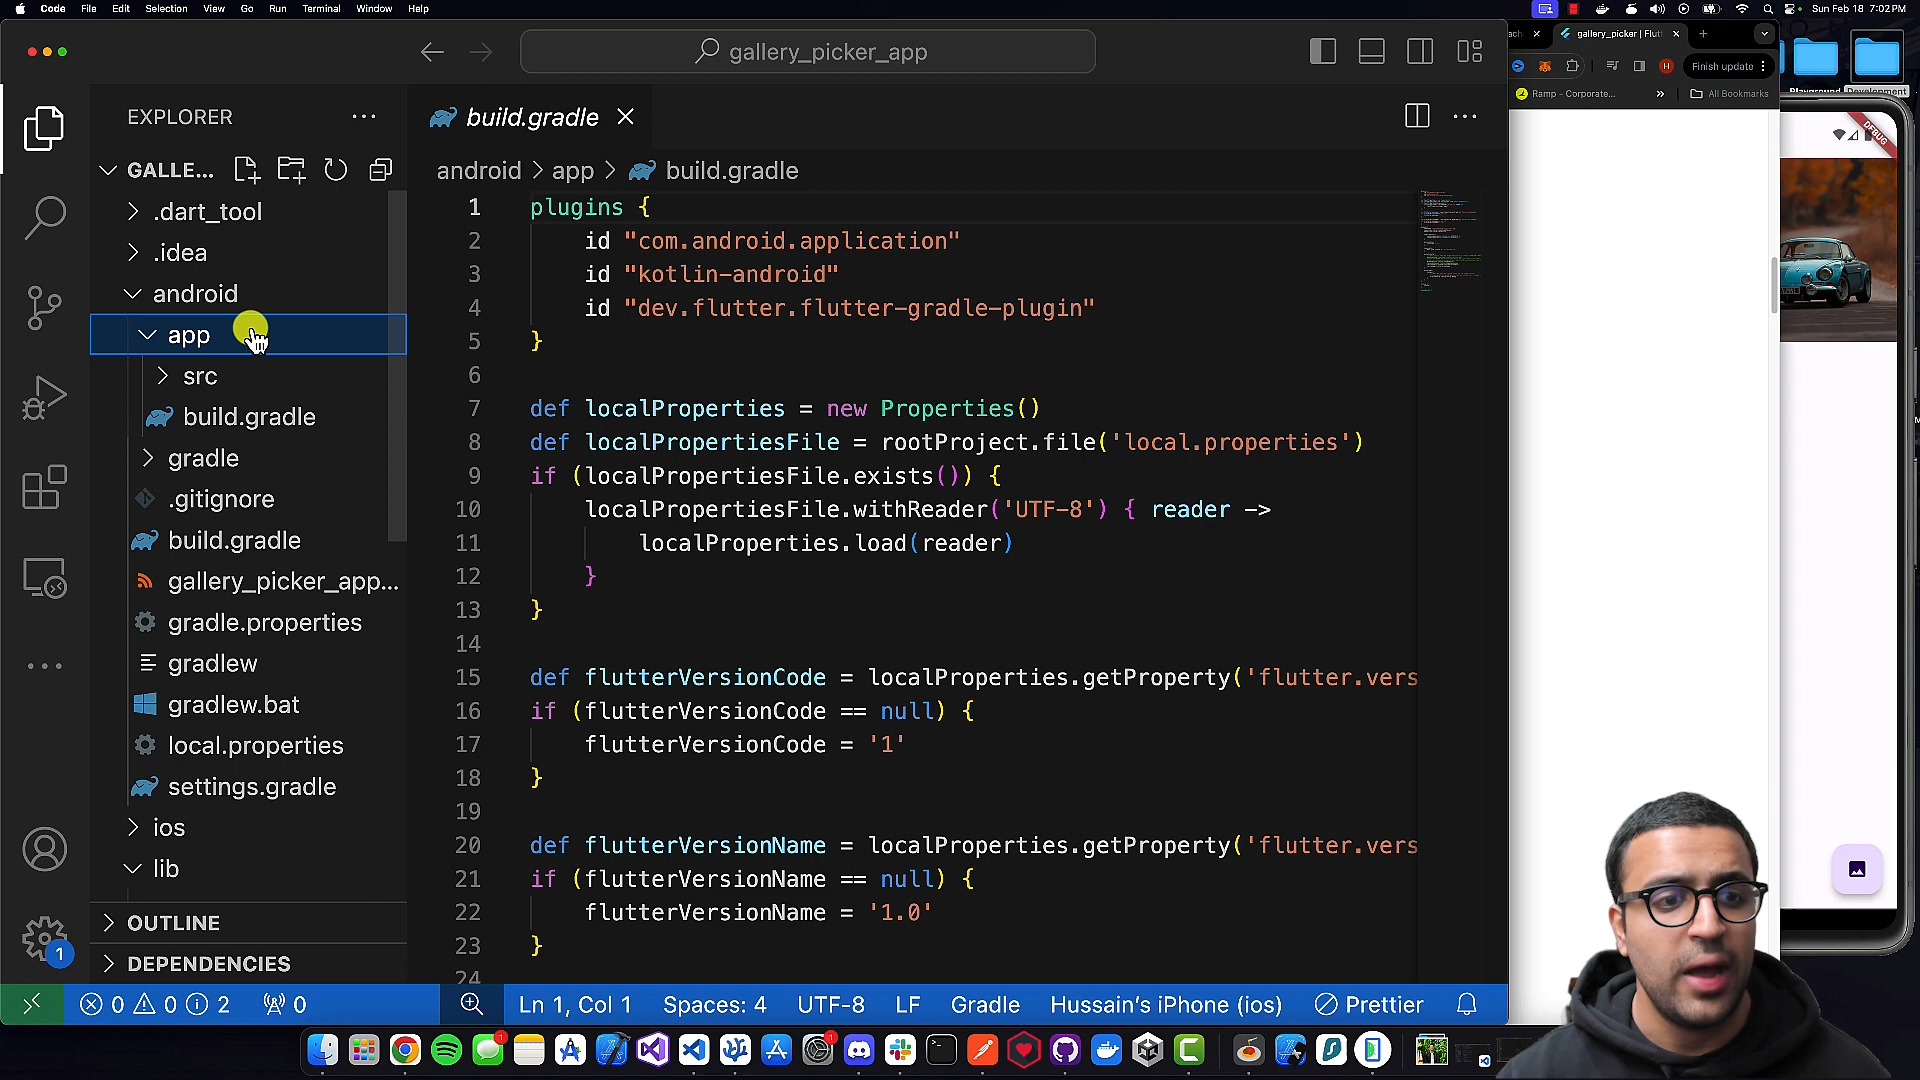 Code File Edit Selection View Go Run Terminal Window Help
Sun Feb 18 7:02 PM
gallery_picker_app
gallery_picker | Flutt
H
Finish update
Ramp - Corporate...
All Bookmarks
EXPLORER
GALLE...
.dart_tool
.idea
android
app
src
build.gradle
gradle
.gitignore
build.gradle
gallery_picker_app...
gradle.properties
gradlew
gradlew.bat
local.properties
settings.gradle
ios
lib
OUTLINE
DEPENDENCIES
build.gradle
android > app > build.gradle
1 plugins {
2 id "com.android.application"
3 id "kotlin-android"
4 id "dev.flutter.flutter-gradle-plugin"
5 }
6
7 def localProperties = new Properties()
8 def localPropertiesFile = rootProject.file('local.properties')
9 if (localPropertiesFile.exists()) {
10 localPropertiesFile.withReader('UTF-8') { reader ->
11 localProperties.load(reader)
12 }
13 }
14
15 def flutterVersionCode = localProperties.getProperty('flutter.vers
16 if (flutterVersionCode == null) {
17 flutterVersionCode = '1'
18 }
19
20 def flutterVersionName = localProperties.getProperty('flutter.vers
21 if (flutterVersionName == null) {
22 flutterVersionName = '1.0'
23 }
24
DEBUG
1
0 0 2 0
Ln 1, Col 1 Spaces: 4 UTF-8 LF Gradle Hussain's iPhone (ios) Prettier